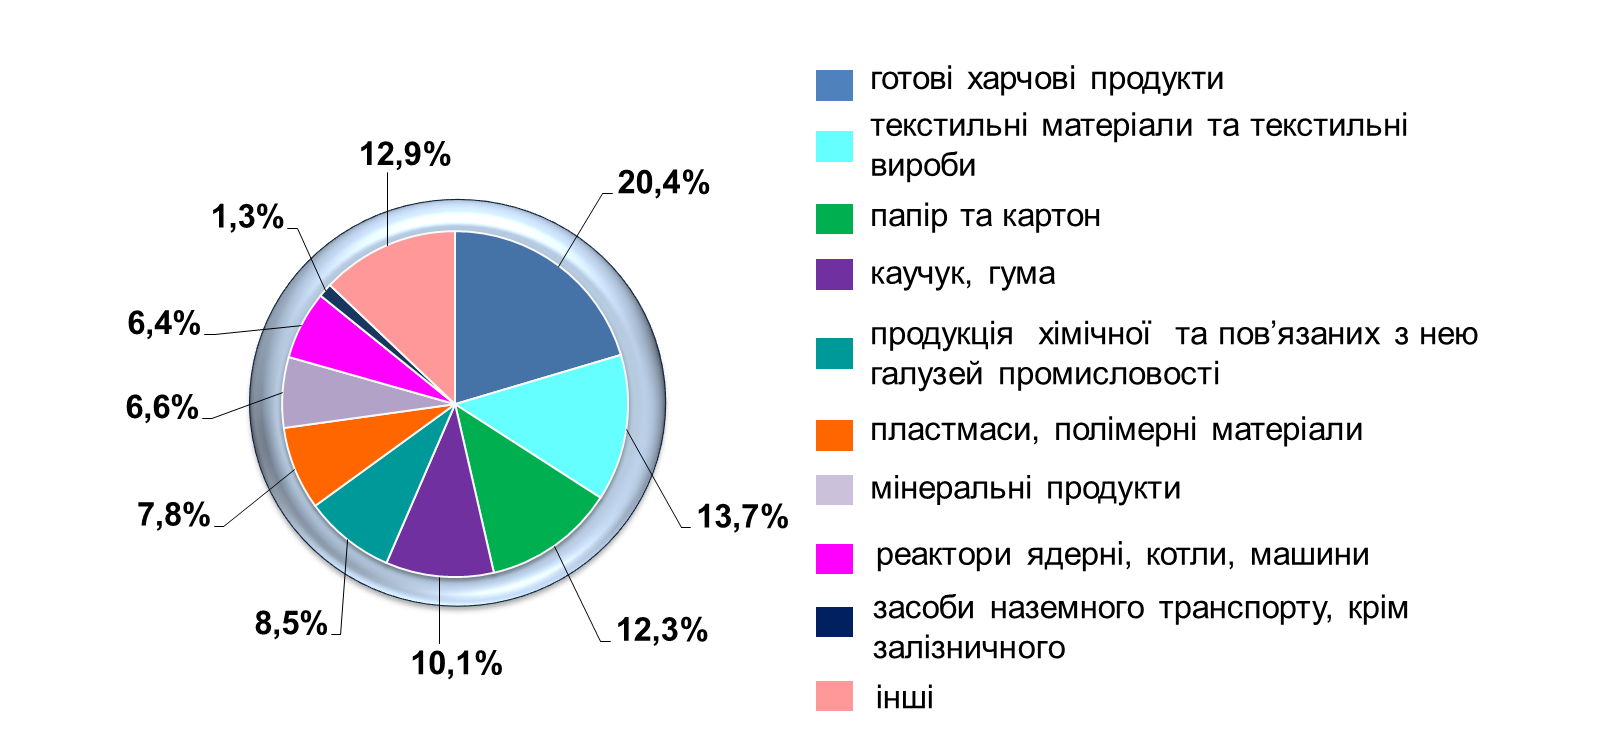 12,9%
20,4%
1,3%
6,4%
6,6%
7,8%
13,7%
8,5%
12,3%
10,1%
готові харчові продукти
текстильні матеріали та текстильні
вироби
папір та картон
каучук, гума
продукція хімічної та пов’язаних з нею
галузей промисловості
пластмаси, полімерні матеріали
мінеральні продукти
реактори ядерні, котли, машини
засоби наземного транспорту, крім
залізничного
інші